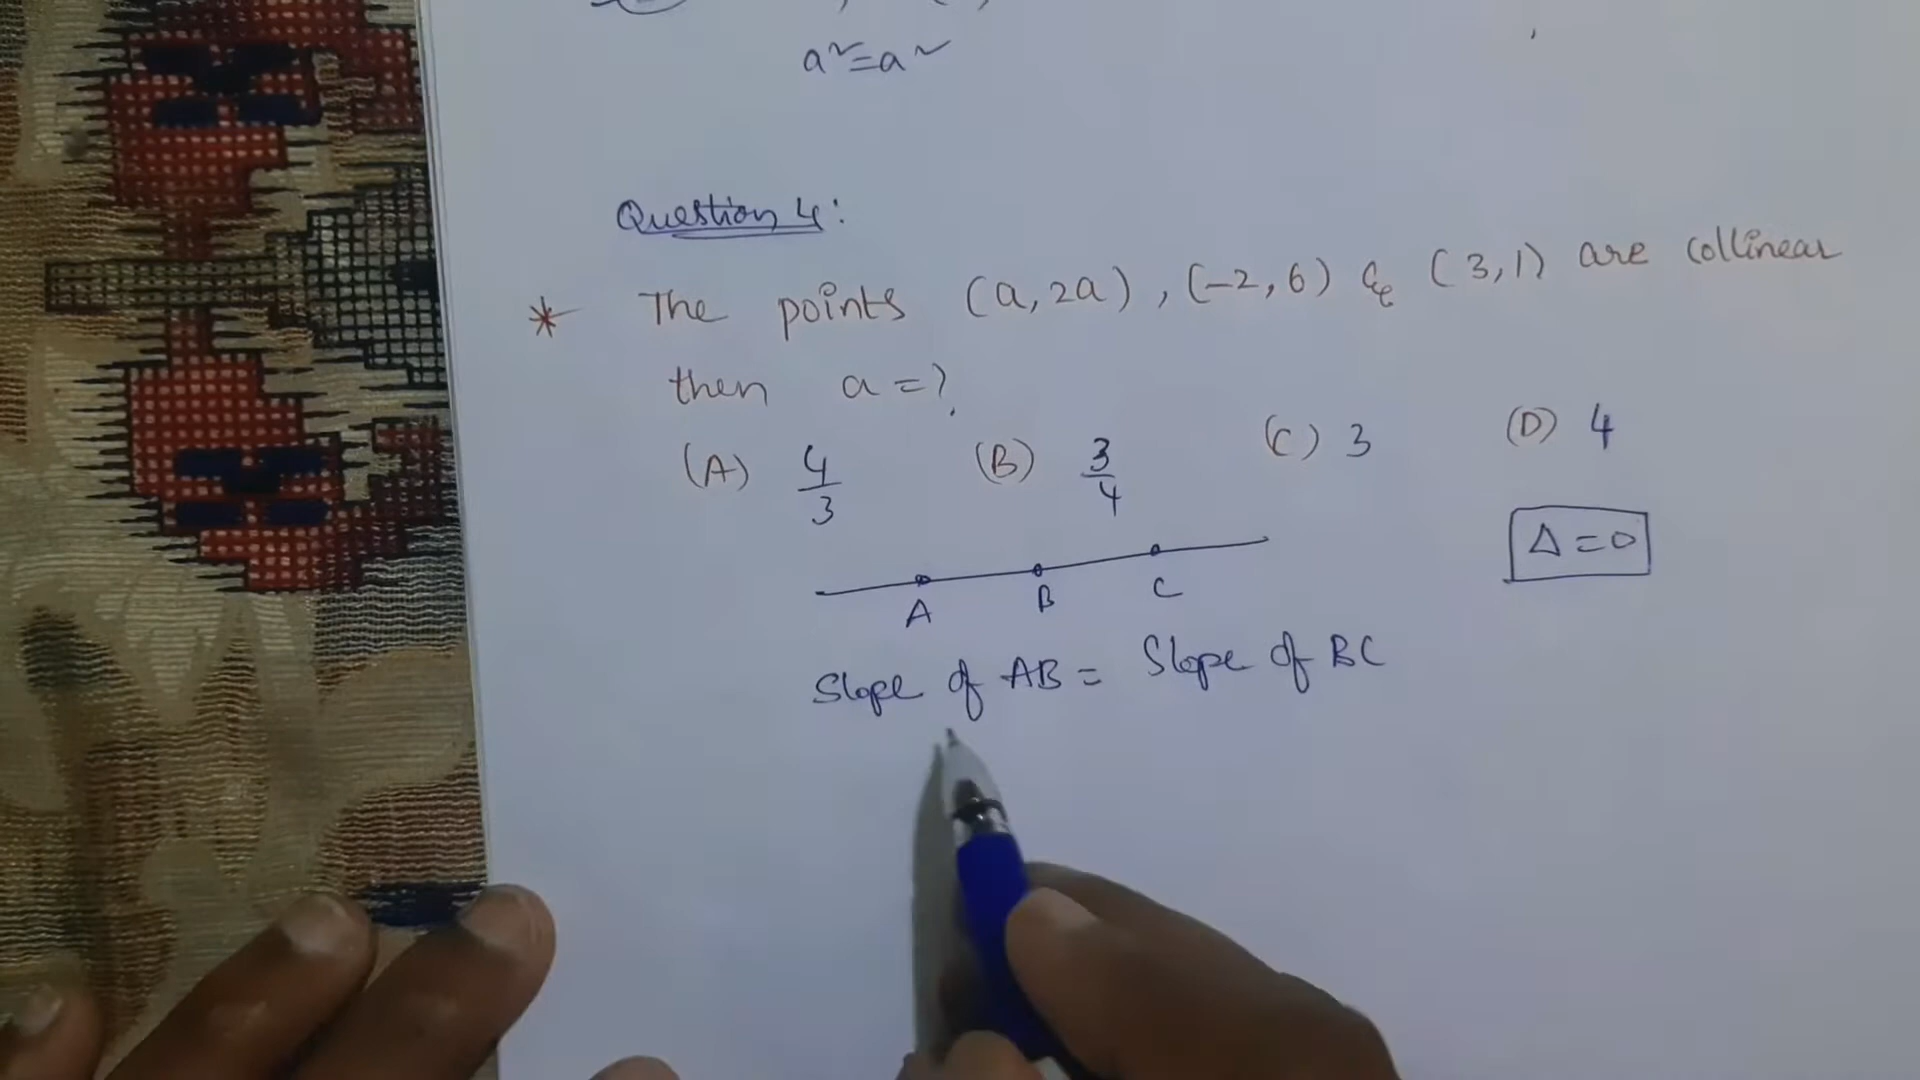 a²=a²
Question 4:
* The points (a, 2a), (-2, 6) & (3, 1) are collinear
then a = ?
(A) 4/3 (B) 3/4 (C) 3 (D) 4
Δ = 0
A B C
Slope of AB = Slope of BC